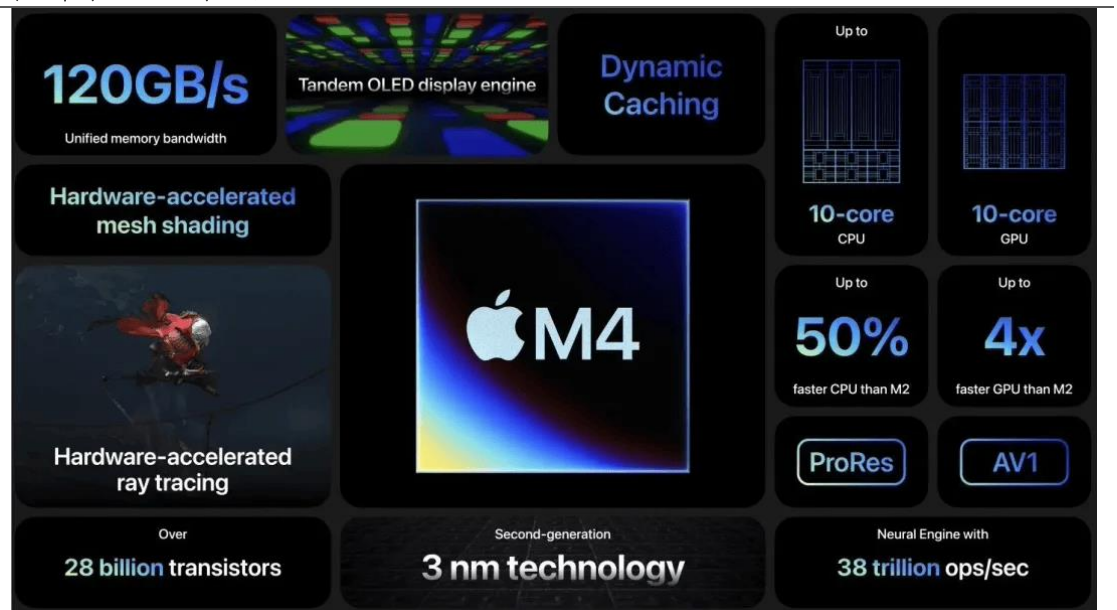 120GB/s
Unified memory bandwidth
Tandem OLED display engine
Dynamic
Caching
Up to
10-core
CPU
10-core
GPU
Hardware-accelerated
mesh shading
M4
Up to
50%
faster CPU than M2
Up to
4x
faster GPU than M2
Hardware-accelerated
ray tracing
ProRes
AV1
Over
28 billion transistors
Second-generation
3 nm technology
Neural Engine with
38 trillion ops/sec